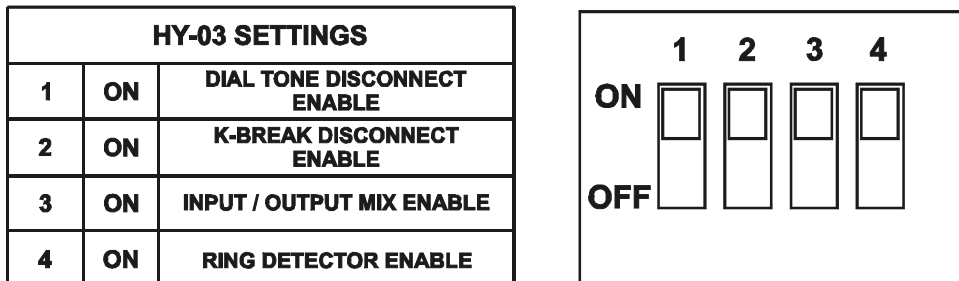 HY-03 SETTINGS
1 ON DIAL TONE DISCONNECT
ENABLE
2 ON K-BREAK DISCONNECT
ENABLE
3 ON INPUT / OUTPUT MIX ENABLE
4 ON RING DETECTOR ENABLE
1 2 3 4
ON
OFF